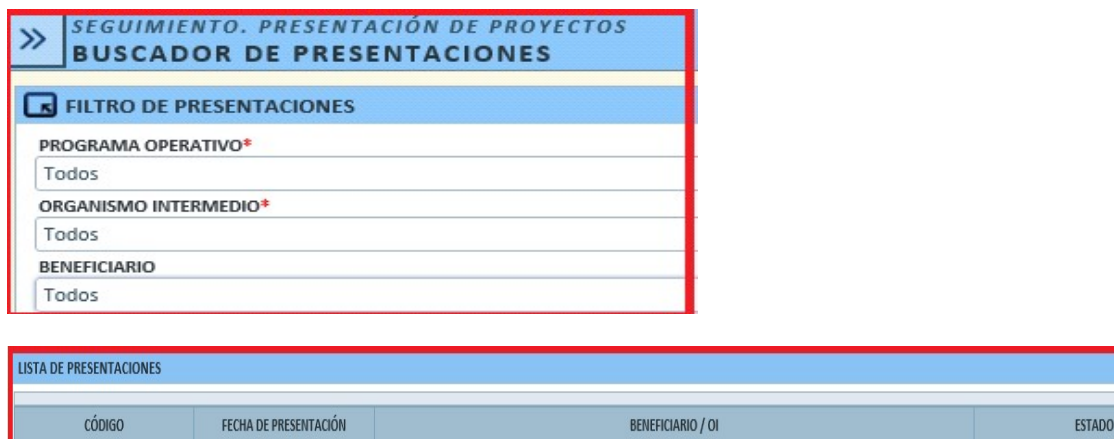 SEGUIMIENTO. PRESENTACIÓN DE PROYECTOS
BUSCADOR DE PRESENTACIONES
FILTRO DE PRESENTACIONES
PROGRAMA OPERATIVO*
Todos
ORGANISMO INTERMEDIO*
Todos
BENEFICIARIO
Todos
LISTA DE PRESENTACIONES
CÓDIGO FECHA DE PRESENTACIÓN BENEFICIARIO / OI ESTADO